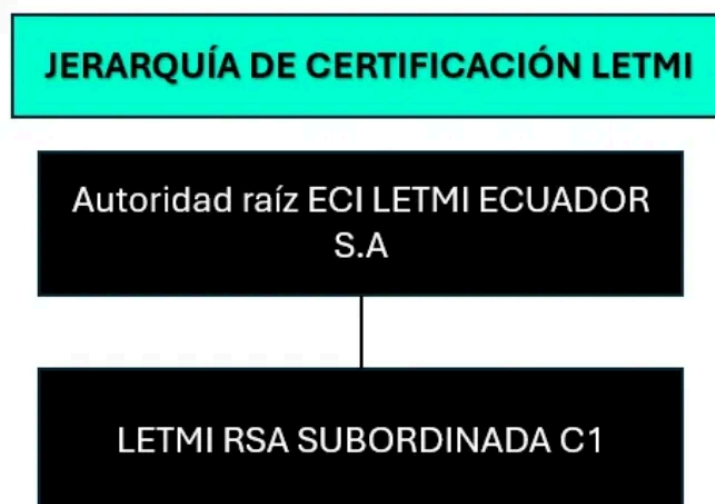 JERARQUÍA DE CERTIFICACIÓN LETMI
Autoridad raíz ECI LETMI ECUADOR
S.A
LETMI RSA SUBORDINADA C1